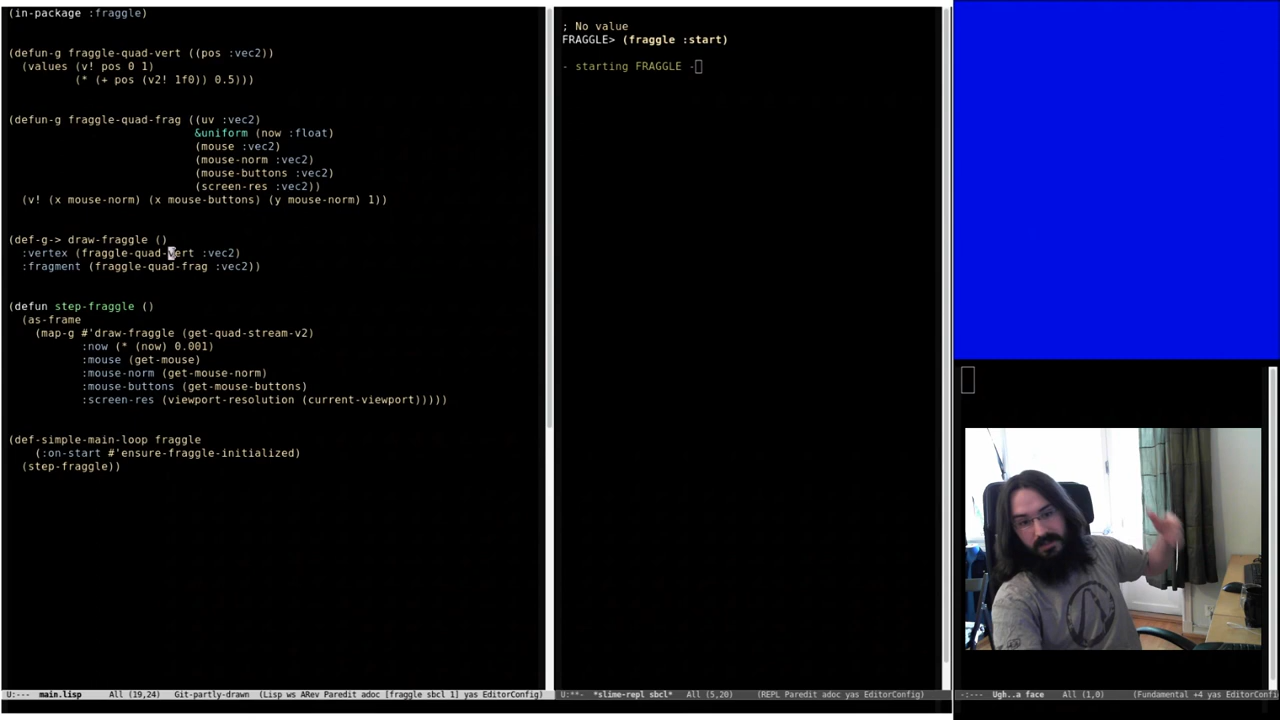 (in-package :fraggle)
(defun-g fraggle-quad-vert ((pos :vec2))
(values (v! pos 0 1)
(* (+ pos (v2! 1f0)) 0.5)))
(defun-g fraggle-quad-frag ((uv :vec2)
&uniform (now :float)
(mouse :vec2)
(mouse-norm :vec2)
(mouse-buttons :vec2)
(screen-res :vec2))
(v! (x mouse-norm) (x mouse-buttons) (y mouse-norm) 1))
(def-g-> draw-fraggle ()
:vertex (fraggle-quad-vert :vec2)
:fragment (fraggle-quad-frag :vec2))
(defun step-fraggle ()
(as-frame
(map-g #'draw-fraggle (get-quad-stream-v2)
:now (* (now) 0.001)
:mouse (get-mouse)
:mouse-norm (get-mouse-norm)
:mouse-buttons (get-mouse-buttons)
:screen-res (viewport-resolution (current-viewport)))))
(def-simple-main-loop fraggle
(:on-start #'ensure-fraggle-initialized)
(step-fraggle))
U:--- main.lisp All (19,24) Git-partly-drawn (Lisp ws ARev Paredit adoc [fraggle sbcl 1] yas EditorConfig)
; No value
FRAGGLE> (fraggle :start)
- starting FRAGGLE -
U:**- *slime-repl sbcl* All (5,20) (REPL Paredit adoc yas EditorConfig)
-:--- Ugh..a face All (1,0) (Fundamental +4 yas EditorConfi